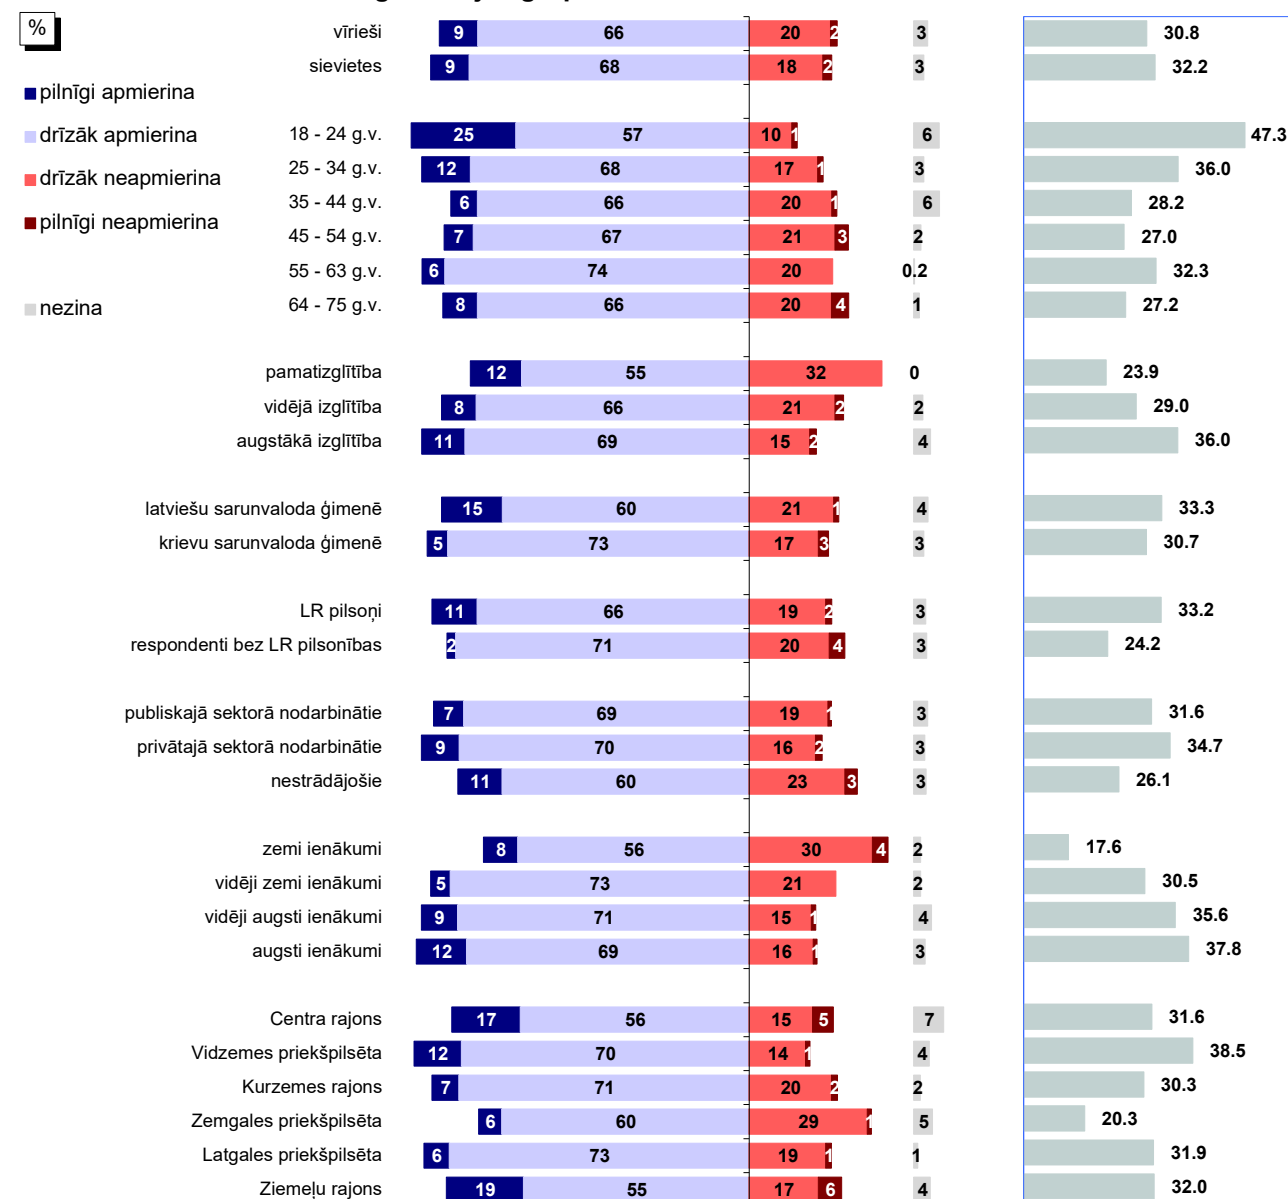 %
pilnīgi apmierina
drīzāk apmierina
drīzāk neapmierina
pilnīgi neapmierina
nezina
vīrieši 9 66 20 2 3 30.8
sievietes 9 68 18 2 3 32.2
18 - 24 g.v. 25 57 10 1 6 47.3
25 - 34 g.v. 12 68 17 1 3 36.0
35 - 44 g.v. 6 66 20 1 6 28.2
45 - 54 g.v. 7 67 21 3 2 27.0
55 - 63 g.v. 6 74 20 0.2 32.3
64 - 75 g.v. 8 66 20 4 1 27.2
pamatizglītība 12 55 32 0 23.9
vidējā izglītība 8 66 21 2 2 29.0
augstākā izglītība 11 69 15 2 4 36.0
latviešu sarunvaloda ģimenē 15 60 21 1 4 33.3
krievu sarunvaloda ģimenē 5 73 17 3 3 30.7
LR pilsoņi 11 66 19 2 3 33.2
respondenti bez LR pilsonības 2 71 20 4 3 24.2
publiskajā sektorā nodarbinātie 7 69 19 1 3 31.6
privātajā sektorā nodarbinātie 9 70 16 2 3 34.7
nestrādājošie 11 60 23 3 3 26.1
zemi ienākumi 8 56 30 4 2 17.6
vidēji zemi ienākumi 5 73 21 2 30.5
vidēji augsti ienākumi 9 71 15 1 4 35.6
augsti ienākumi 12 69 16 1 3 37.8
Centra rajons 17 56 15 5 7 31.6
Vidzemes priekšpilsēta 12 70 14 1 4 38.5
Kurzemes rajons 7 71 20 2 2 30.3
Zemgales priekšpilsēta 6 60 29 1 5 20.3
Latgales priekšpilsēta 6 73 19 1 1 31.9
Ziemeļu rajons 19 55 17 6 4 32.0